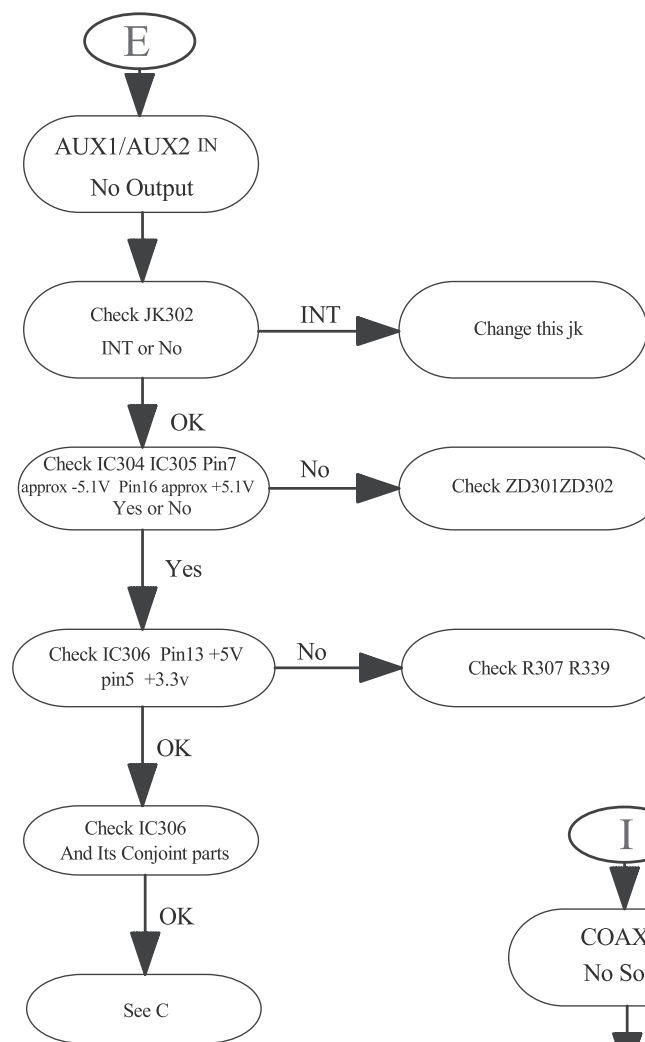 E
AUX1/AUX2 IN
No Output
Check JK302
INT or No
INT
Change this jk
OK
Check IC304 IC305 Pin7
approx -5.1V Pin16 approx +5.1V
Yes or No
No
Check ZD301ZD302
Yes
Check IC306 Pin13 +5V
pin5 +3.3v
No
Check R307 R339
OK
Check IC306
And Its Conjoint parts
OK
See C
I
COAX
No So